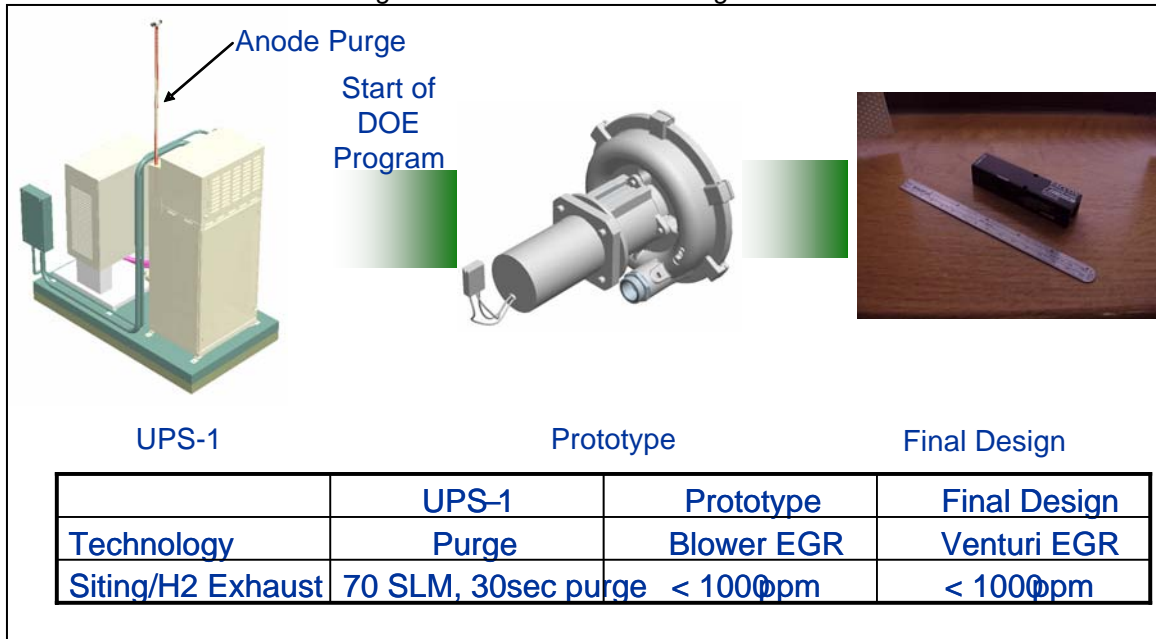 Anode Purge
Start of
DOE
Program
UPS-1
Prototype
Final Design
UPS–1 Prototype Final Design
Technology Purge Blower EGR Venturi EGR
Siting/H2 Exhaust 70 SLM, 30sec purge < 1000ppm < 1000ppm